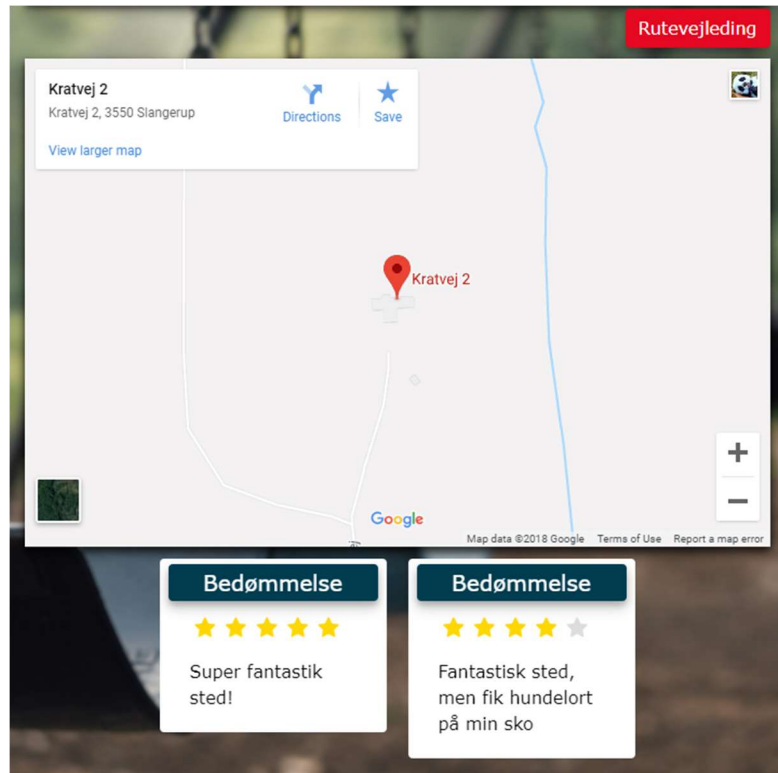 Rutevejleding
Kratvej 2
Kratvej 2, 3550 Slangerup
Directions
Save
View larger map
Kratvej 2
Google
Map data ©2018 Google Terms of Use Report a map error
Bedømmelse
Super fantastik
sted!
Bedømmelse
Fantastisk sted,
men fik hundelort
på min sko